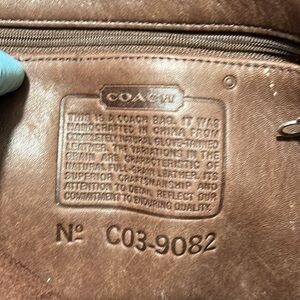 COACH
THIS IS A COACH BAG. IT WAS
HANDCRAFTED IN CHINA FROM
COMPLETELY NATURAL GLOVE-TANNED
LEATHER. THE VARIATIONS IN THE
GRAIN ARE CHARACTERISTIC OF
NATURAL FULL-GRAIN LEATHER. ITS
SUPERIOR CRAFTSMANSHIP AND
ATTENTION TO DETAIL REFLECT OUR
COMMITMENT TO ENDURING QUALITY.
Nº C03-9082